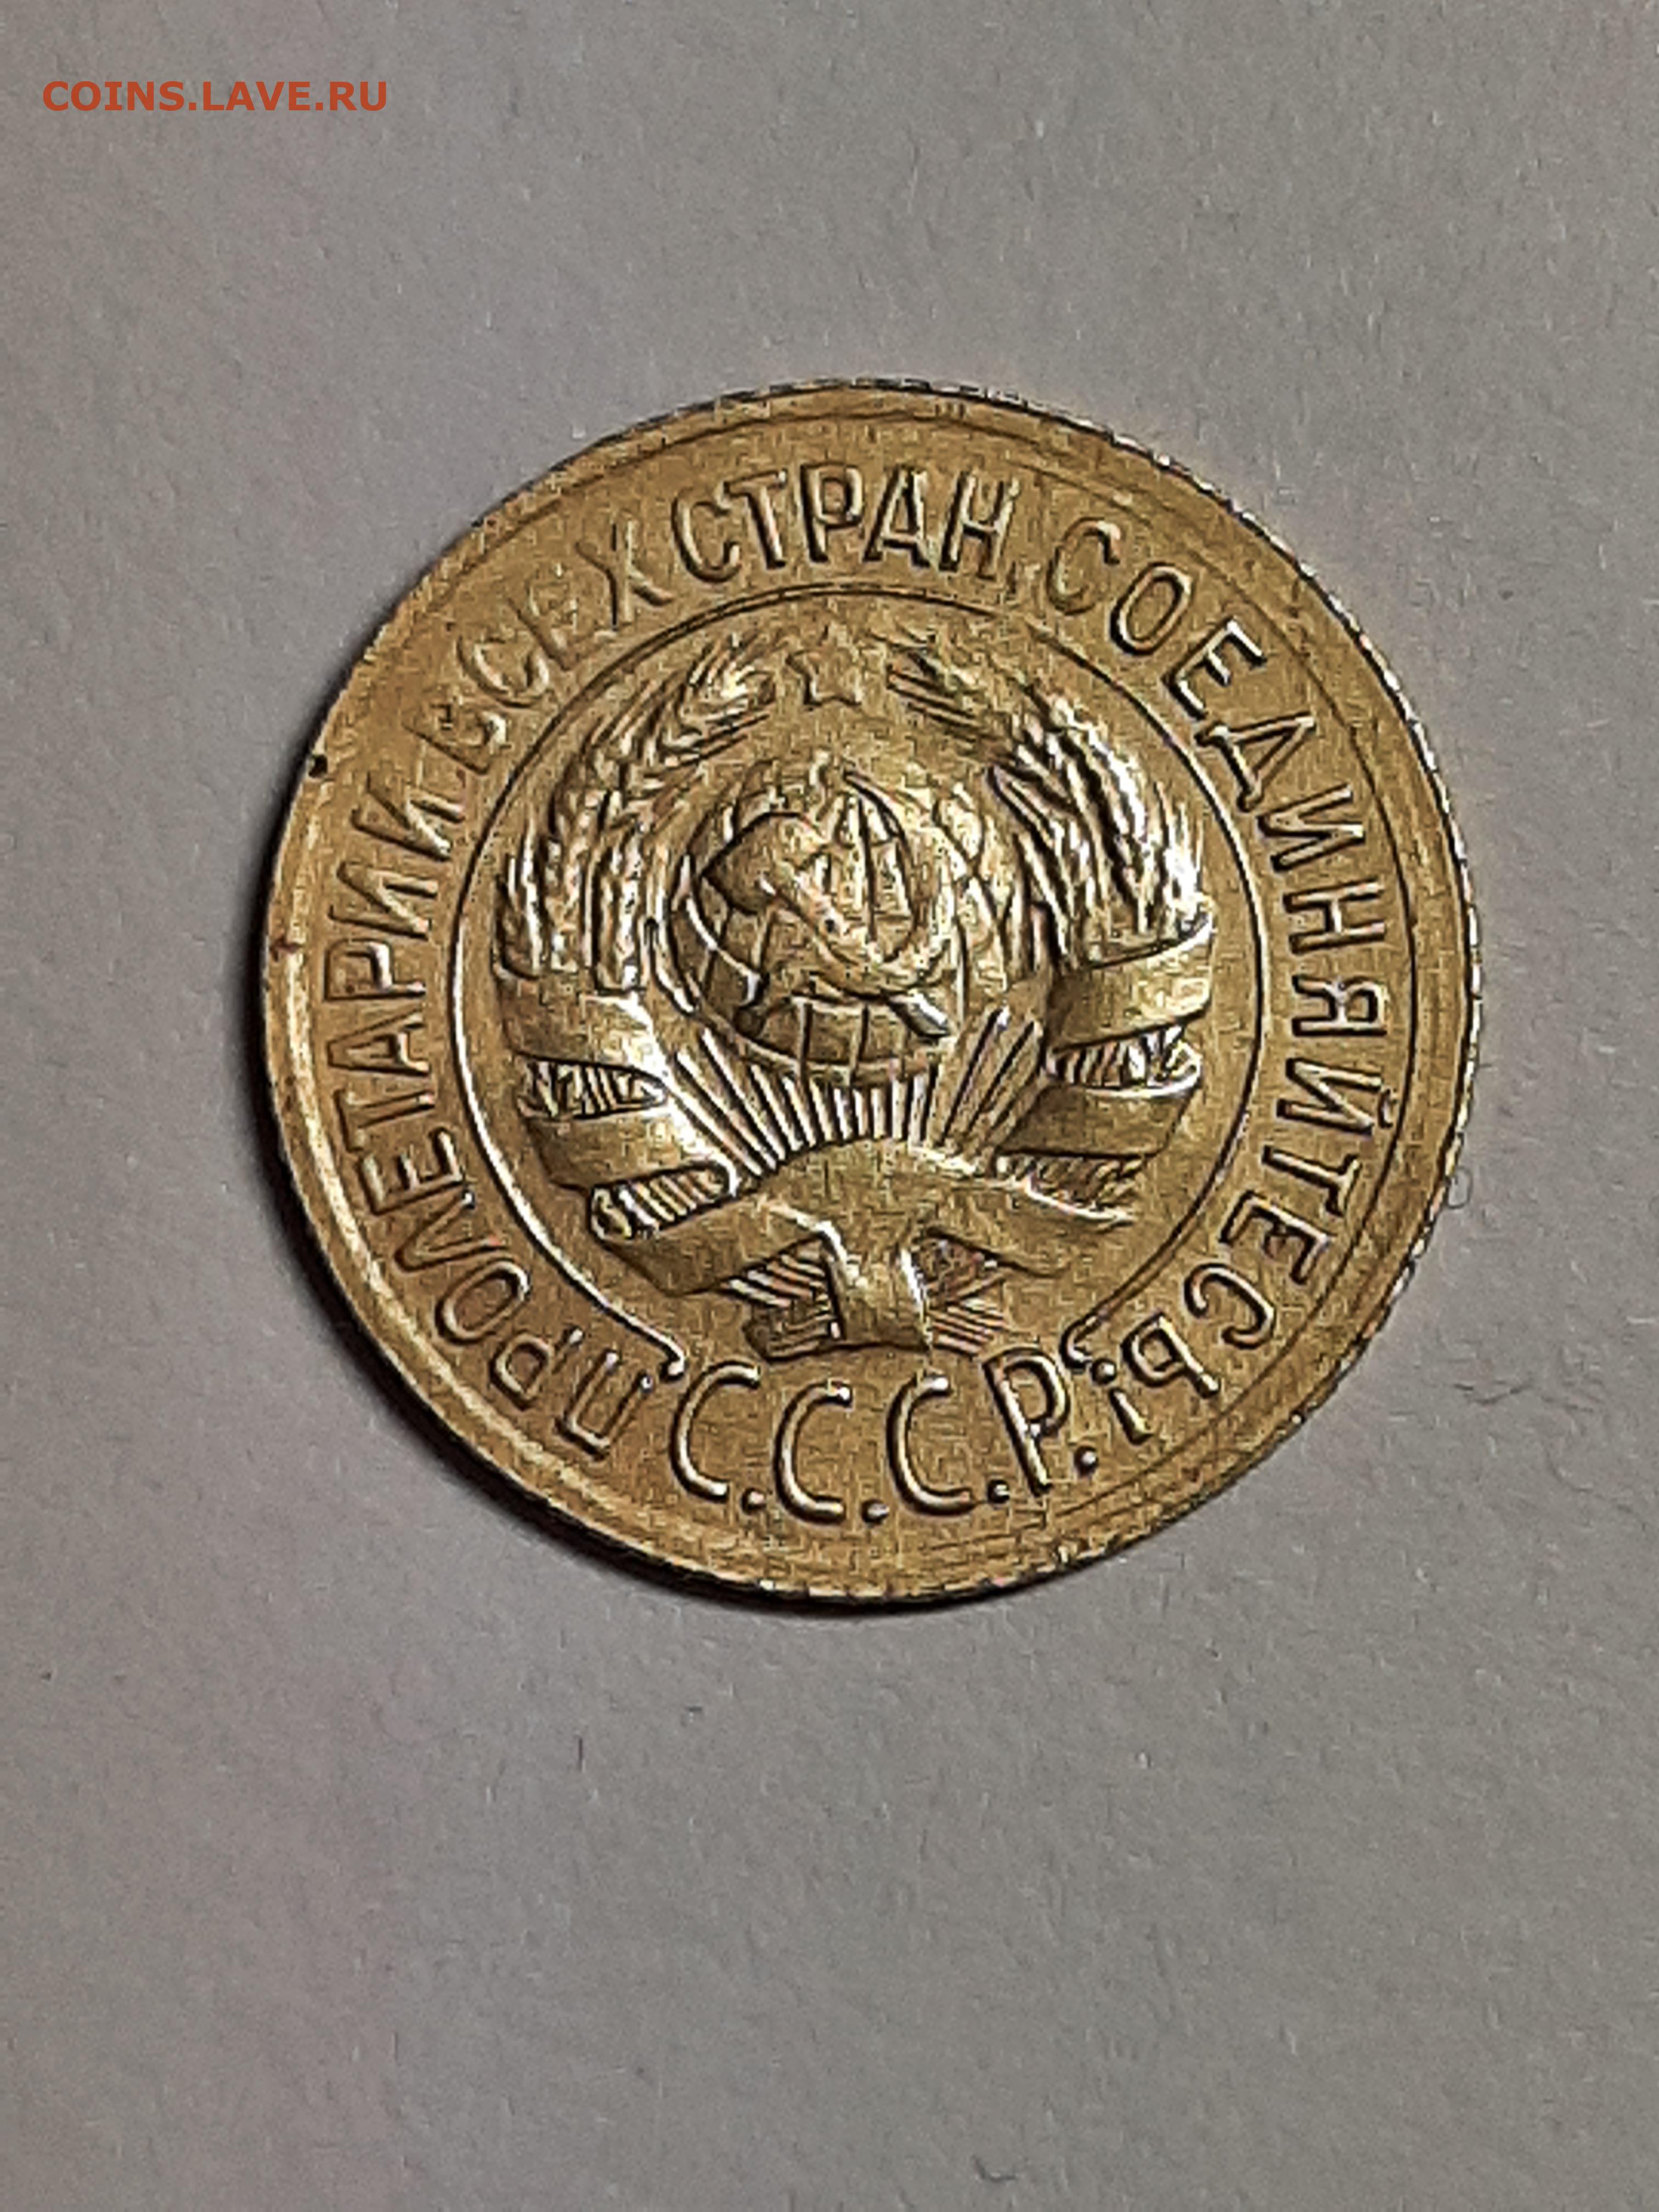 COINS.LAVE.RU
ПРОЛЕТАРИИ ВСЕХ СТРАН, СОЕДИНЯЙТЕСЬ!
С.С.С.Р.